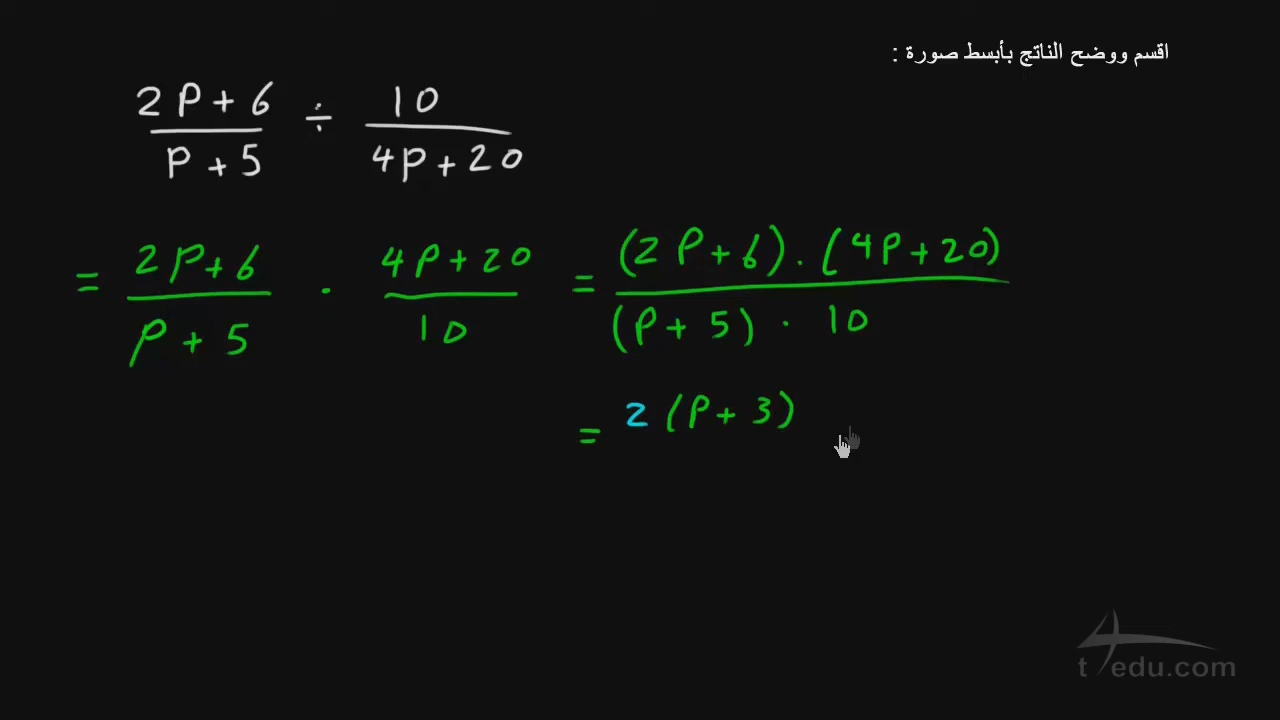 اقسم ووضح الناتج بأبسط صورة :
2P+6 ÷ 10
P+5 4P+20
= 2P+6 . 4P+20 = (2P+6).(4P+20)
P+5 10 (P+5) . 10
= 2(P+3)
t4edu.com